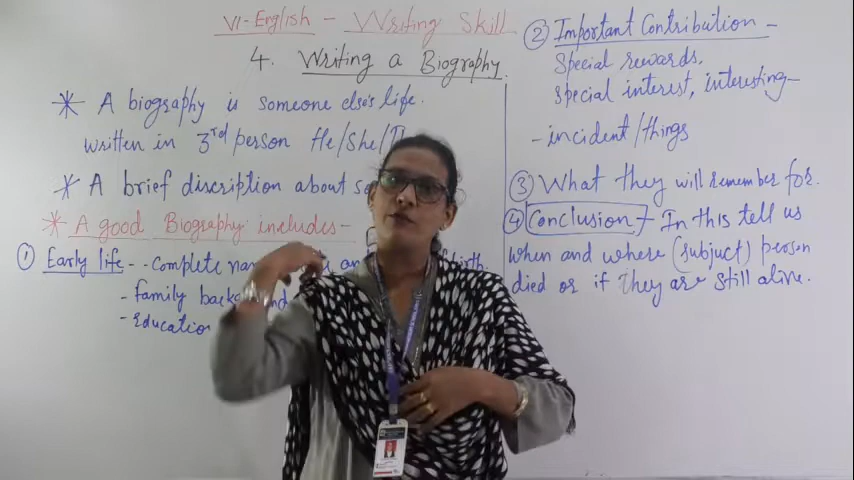 VI-English - Writing Skill
4. Writing a Biography.
* A biography is someone else's life.
written in 3rd person He/She/
* A brief discription about
* A good Biography includes-
① Early life - - Complete birth.
- family
- Education
② Important Contribution -
Special rewards,
special interest, interesting-
- incident/things
③ What they will remember for.
④ Conclusion - In this tell us
when and where (subject) person
died or if They are still alive.